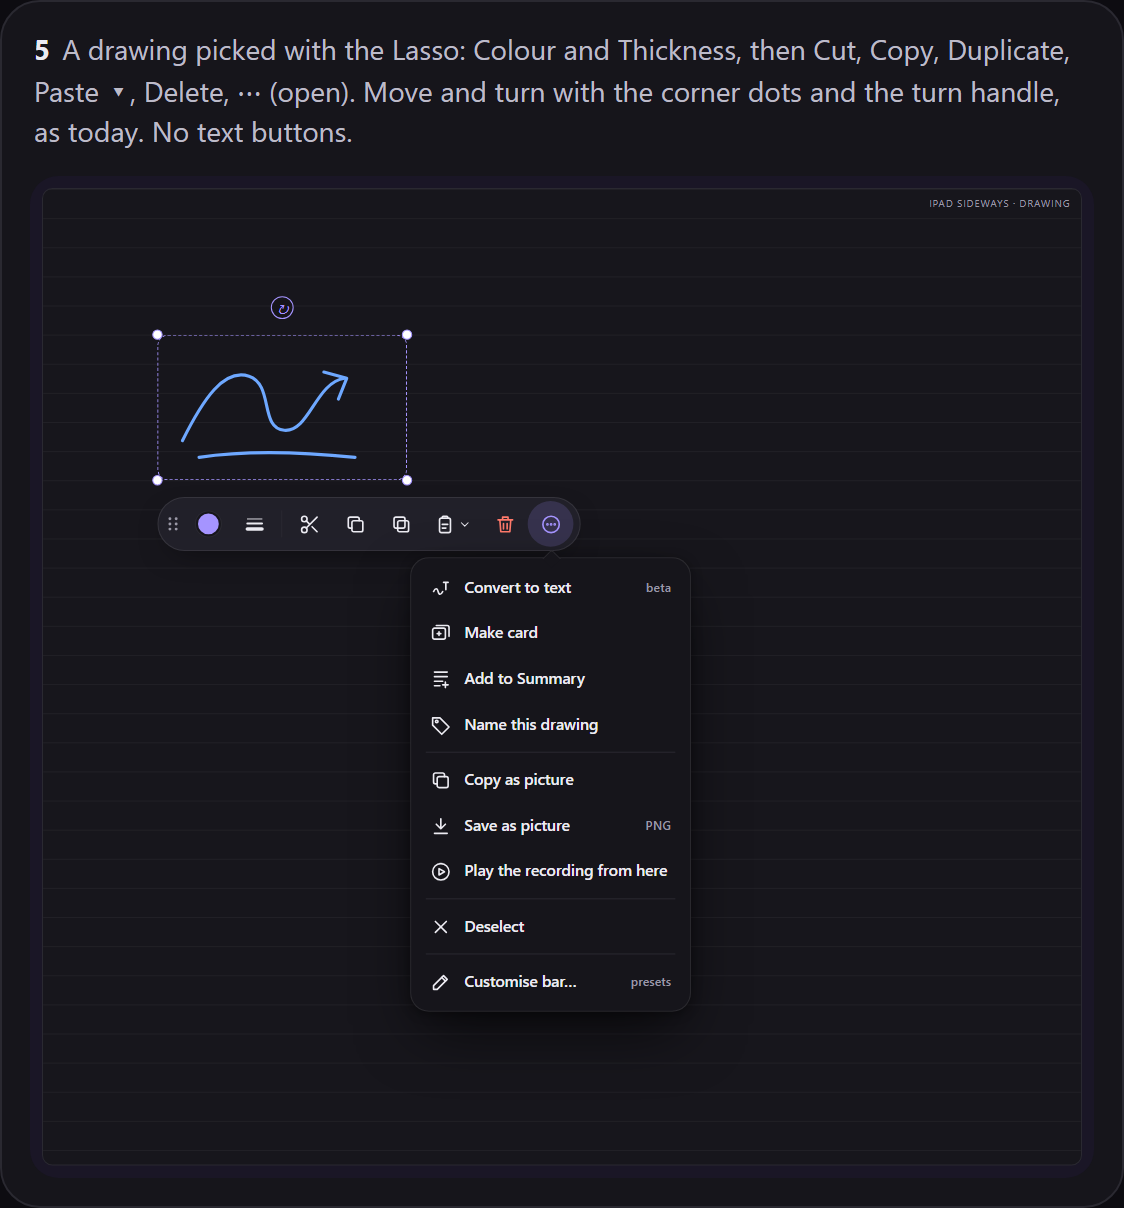 5 A drawing picked with the Lasso: Colour and Thickness, then Cut, Copy, Duplicate,
Paste ▾, Delete, ··· (open). Move and turn with the corner dots and the turn handle,
as today. No text buttons.
IPAD SIDEWAYS · DRAWING
Convert to text beta
Make card
Add to Summary
Name this drawing
Copy as picture
Save as picture PNG
Play the recording from here
Deselect
Customise bar... presets